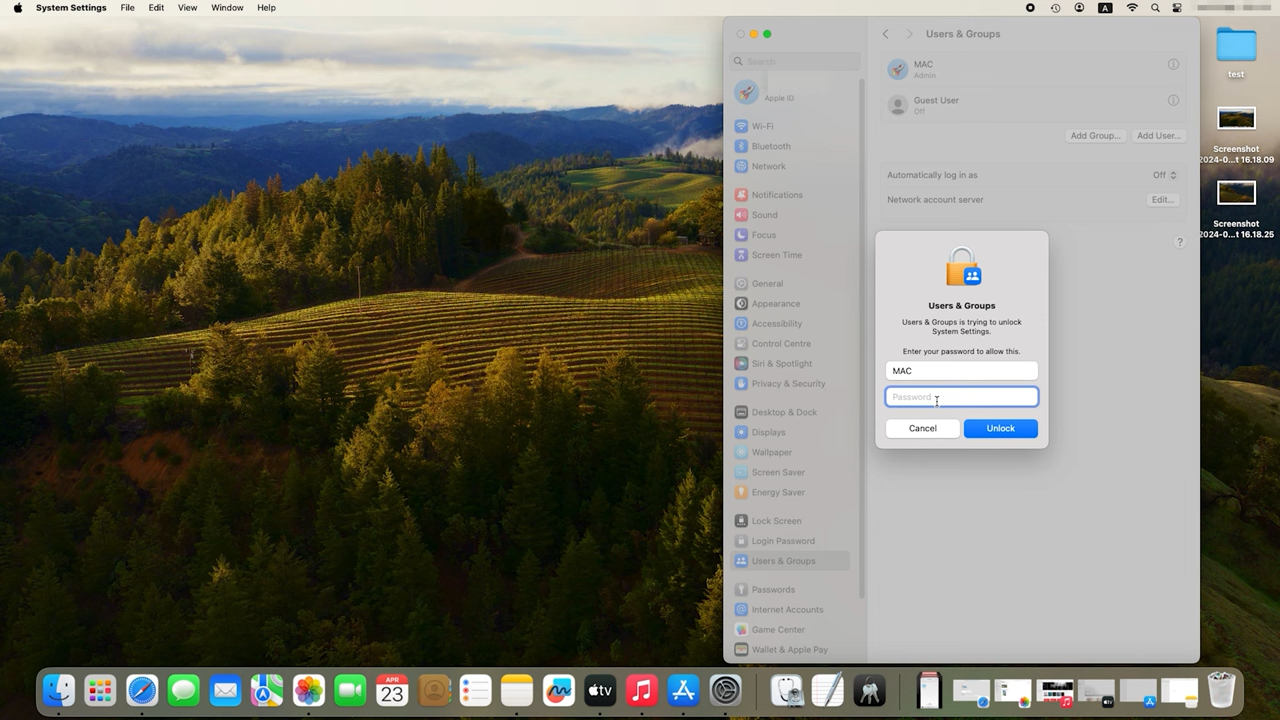 System Settings File Edit View Window Help A
Users & Groups
Search
MAC
Admin
Apple ID
Guest User
Off
Wi-Fi
Add Group... Add User...
Bluetooth
Network
Automatically log in as Off
Notifications
Network account server Edit...
Sound
Focus
?
Screen Time
General
Appearance
Accessibility
Control Centre
Siri & Spotlight
Privacy & Security
Desktop & Dock
Displays
Wallpaper
Screen Saver
Energy Saver
Lock Screen
Login Password
Users & Groups
Passwords
Internet Accounts
Game Center
Wallet & Apple Pay
Users & Groups
Users & Groups is trying to unlock
System Settings.
Enter your password to allow this.
MAC
Password
Cancel Unlock
test
Screenshot
2024-0...t 16.18.09
Screenshot
2024-0...t 16.18.25
APR
23
tv